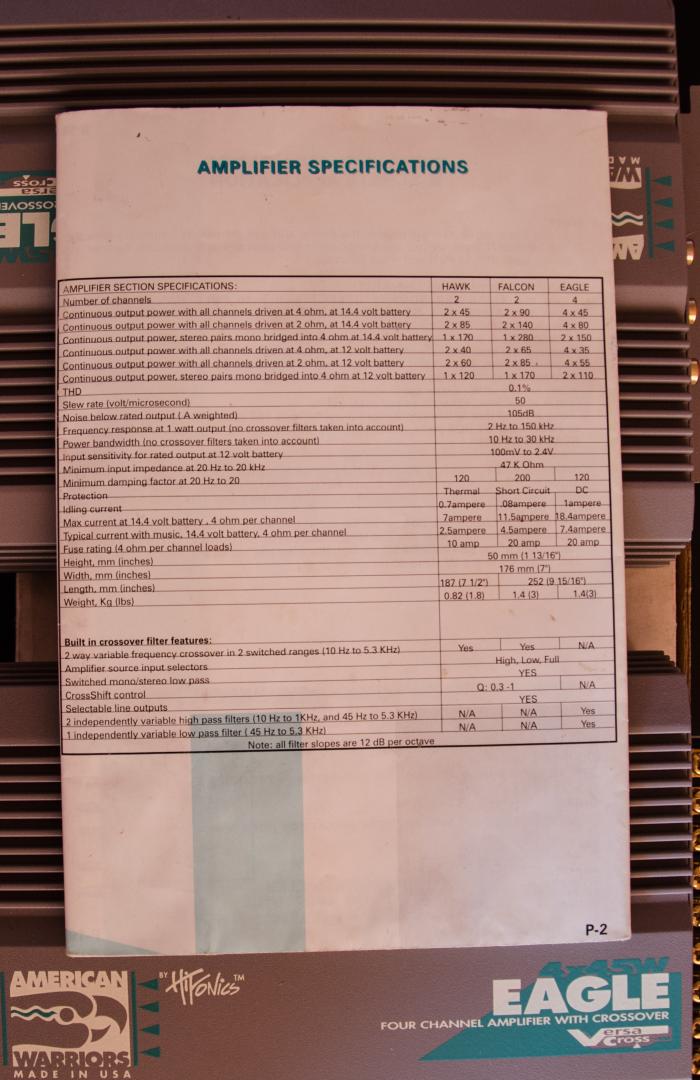 AMPLIFIER SPECIFICATIONS
AMPLIFIER SECTION SPECIFICATIONS: HAWK FALCON EAGLE
Number of channels 2 2 4
Continuous output power with all channels driven at 4 ohm, at 14.4 volt battery 2 x 45 2 x 90 4 x 45
Continuous output power with all channels driven at 2 ohm, at 14.4 volt battery 2 x 85 2 x 140 4 x 80
Continuous output power, stereo pairs mono bridged into 4 ohm at 14.4 volt battery 1 x 170 1 x 280 2 x 150
Continuous output power with all channels driven at 4 ohm, at 12 volt battery 2 x 40 2 x 65 4 x 35
Continuous output power with all channels driven at 2 ohm, at 12 volt battery 2 x 60 2 x 85 4 x 55
Continuous output power, stereo pairs mono bridged into 4 ohm at 12 volt battery 1 x 120 1 x 170 2 x 110
THD 0.1%
Slew rate (volt/microsecond) 50
Noise below rated output ( A weighted) 105dB
Frequency response at 1 watt output (no crossover filters taken into account) 2 Hz to 150 kHz
Power bandwidth (no crossover filters taken into account) 10 Hz to 30 kHz
Input sensitivity for rated output at 12 volt battery 100mV to 2.4V
Minimum input impedance at 20 Hz to 20 kHz 47 K Ohm
Minimum damping factor at 20 Hz to 20 120 200 120
Protection Thermal Short Circuit DC
Idling current 0.7ampere .08ampere 1ampere
Max current at 14.4 volt battery , 4 ohm per channel 7ampere 11.5ampere 18.4ampere
Typical current with music, 14.4 volt battery, 4 ohm per channel 2.5ampere 4.5ampere 7.4ampere
Fuse rating (4 ohm per channel loads) 10 amp 20 amp 20 amp
Height, mm (inches) 50 mm (1 13/16")
Width, mm (inches) 176 mm (7")
Length, mm (inches) 187 (7 1/2") 252 (9 15/16")
Weight, Kg (lbs) 0.82 (1.8) 1.4 (3) 1.4(3)
Built in crossover filter features:
2 way variable frequency crossover in 2 switched ranges (10 Hz to 5.3 KHz) Yes Yes N/A
Amplifier source input selectors High, Low, Full
Switched mono/stereo low pass YES
CrossShift control Q: 0.3 -1 N/A
Selectable line outputs YES
2 independently variable high pass filters (10 Hz to 1KHz, and 45 Hz to 5.3 KHz) N/A N/A Yes
1 independently variable low pass filter ( 45 Hz to 5.3 KHz) N/A N/A Yes
Note: all filter slopes are 12 dB per octave
P-2
AMERICAN
WARRIORS
MADE IN USA
BY HiFonics™
4x45W
EAGLE
FOUR CHANNEL AMPLIFIER WITH CROSSOVER
Versa
Cross